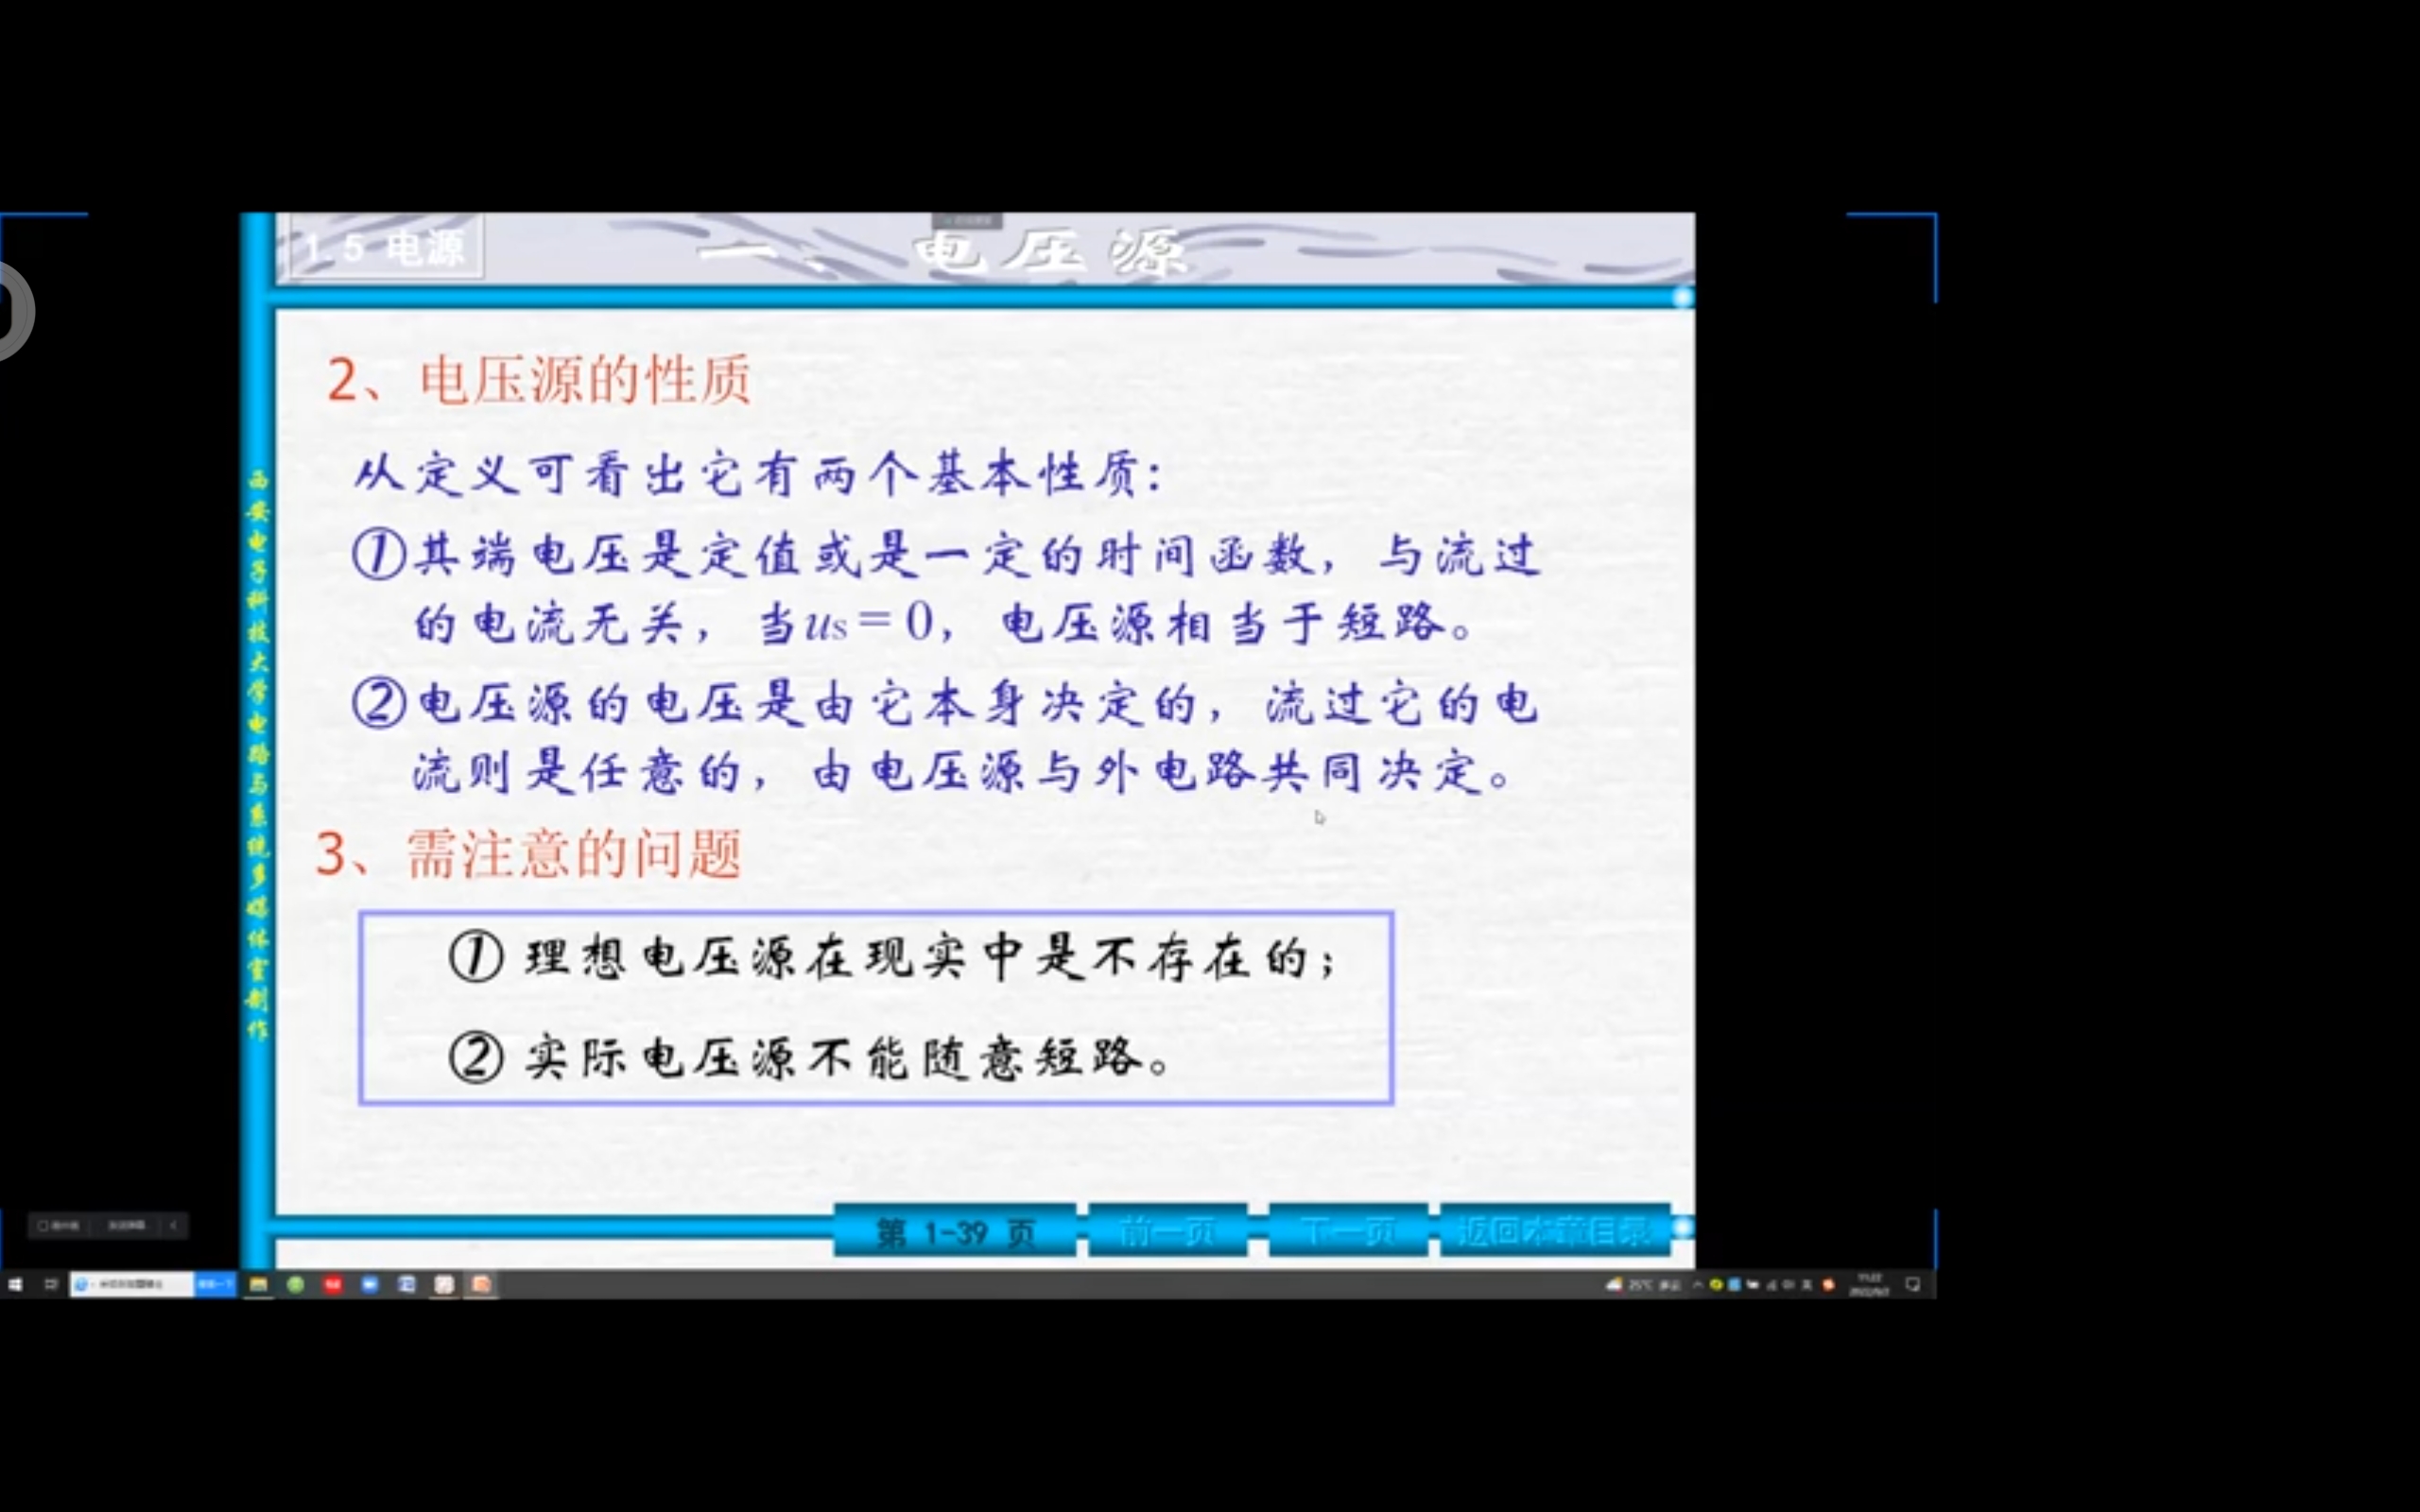 1.5 电源
一、 电压源
2、电压源的性质
从定义可看出它有两个基本性质：
①其端电压是定值或是一定的时间函数，与流过
的电流无关，当us = 0，电压源相当于短路。
②电压源的电压是由它本身决定的，流过它的电
流则是任意的，由电压源与外电路共同决定。
3、需注意的问题
① 理想电压源在现实中是不存在的；
② 实际电压源不能随意短路。
西安电子科技大学电路与系统多媒体室制作
第 1-39 页
前一页
下一页
返回本章目录
25℃